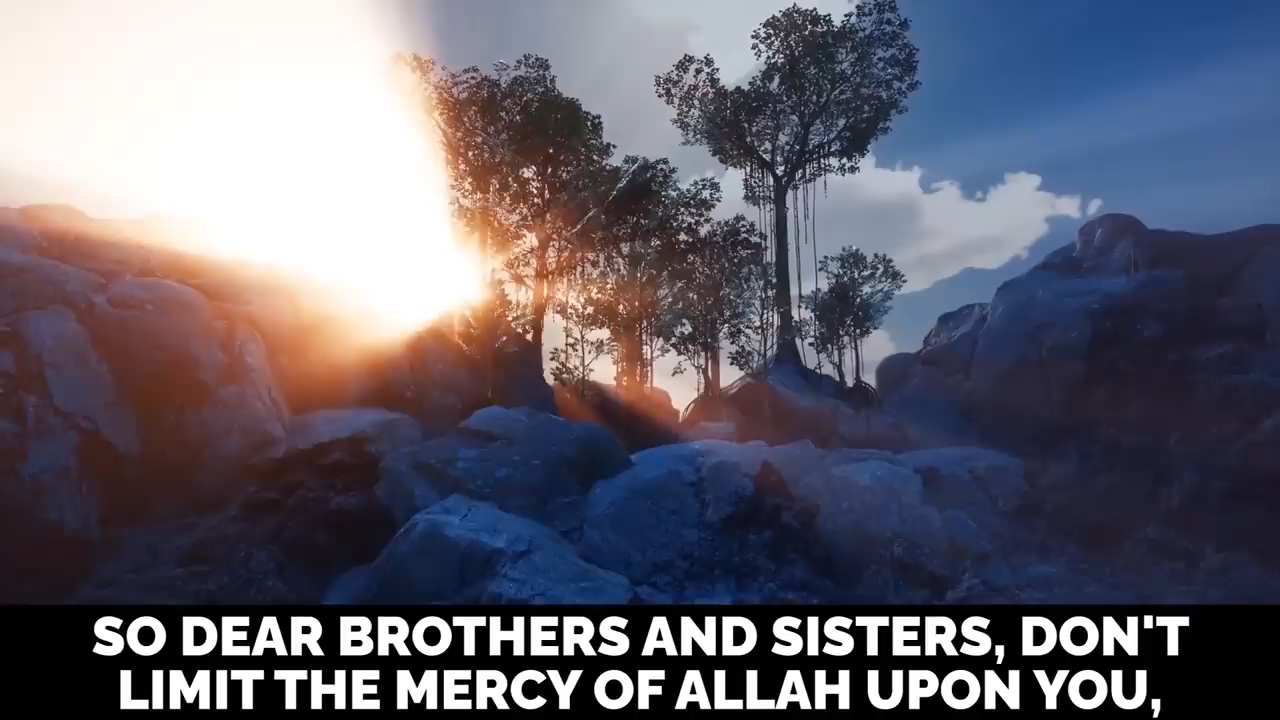 SO DEAR BROTHERS AND SISTERS, DON'T
LIMIT THE MERCY OF ALLAH UPON YOU,